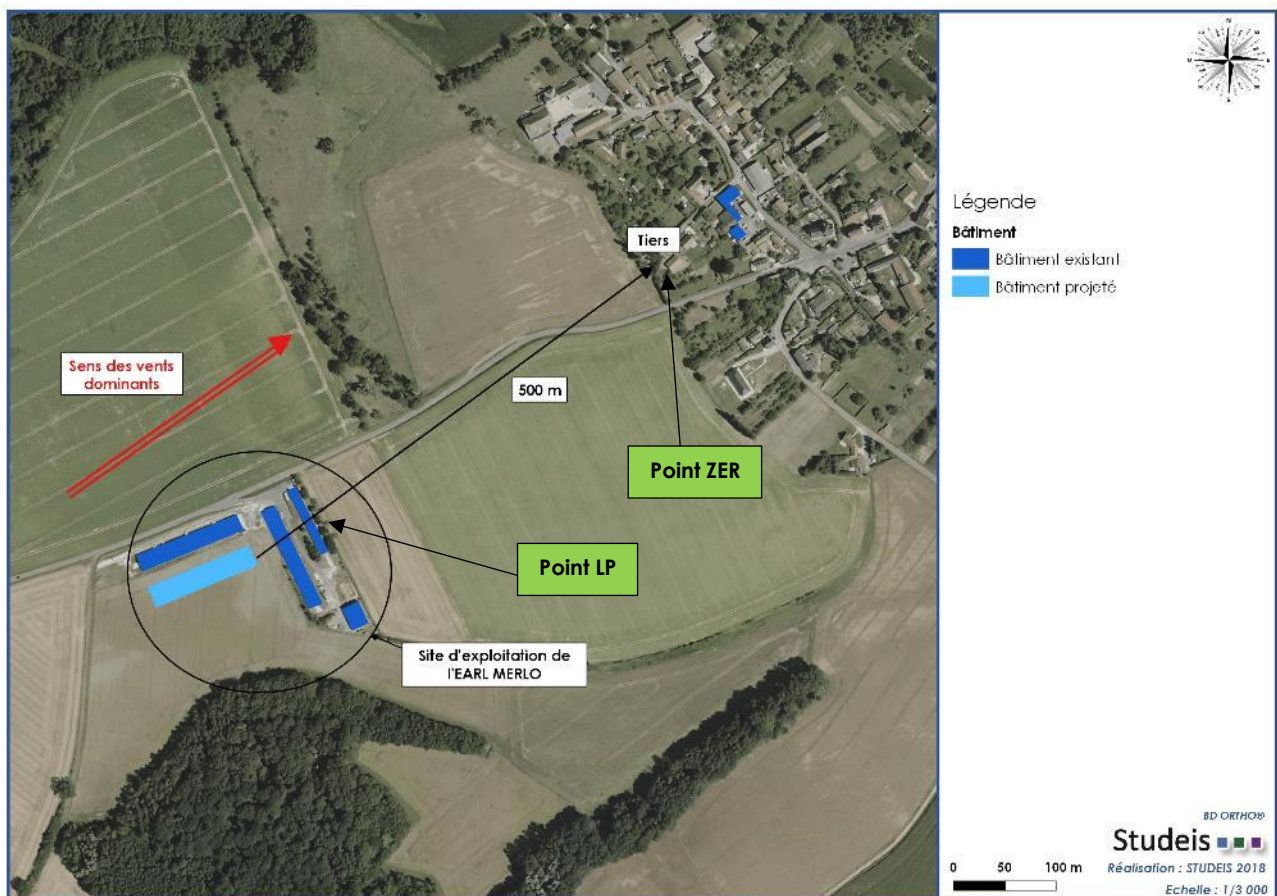 Tiers
Sens des vents
dominants
500 m
Point ZER
Point LP
Site d'exploitation de
l'EARL MERLO
Légende
Bâtiment
Bâtiment existant
Bâtiment projeté
BD ORTHO®
Studeis
0 50 100 m
Réalisation : STUDEIS 2018
Echelle : 1/3 000